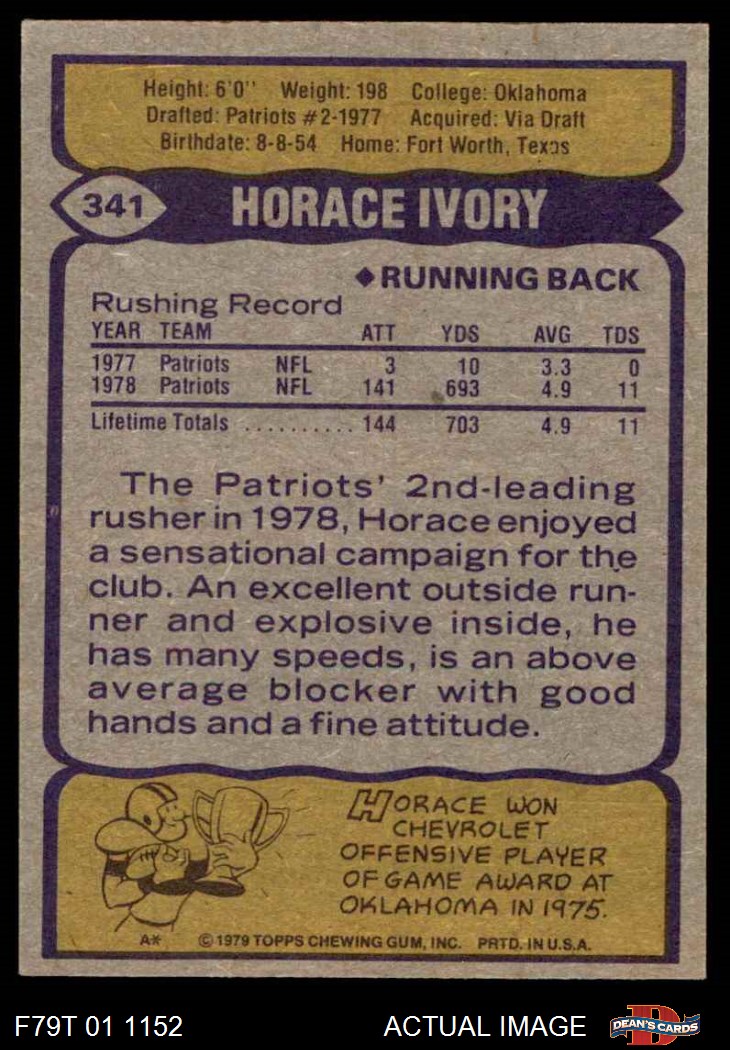 Height: 6'0" Weight: 198 College: Oklahoma
Drafted: Patriots #2-1977 Acquired: Via Draft
Birthdate: 8-8-54 Home: Fort Worth, Texas
341 HORACE IVORY
◆RUNNING BACK
Rushing Record
YEAR TEAM ATT YDS AVG TDS
1977 Patriots NFL 3 10 3.3 0
1978 Patriots NFL 141 693 4.9 11
Lifetime Totals .......... 144 703 4.9 11
The Patriots' 2nd-leading
rusher in 1978, Horace enjoyed
a sensational campaign for the
club. An excellent outside run-
ner and explosive inside, he
has many speeds, is an above
average blocker with good
hands and a fine attitude.
HORACE WON
CHEVROLET
OFFENSIVE PLAYER
OF GAME AWARD AT
OKLAHOMA IN 1975.
A* © 1979 TOPPS CHEWING GUM, INC. PRTD. IN U.S.A.
F79T 01 1152 ACTUAL IMAGE D DEAN'S CARDS